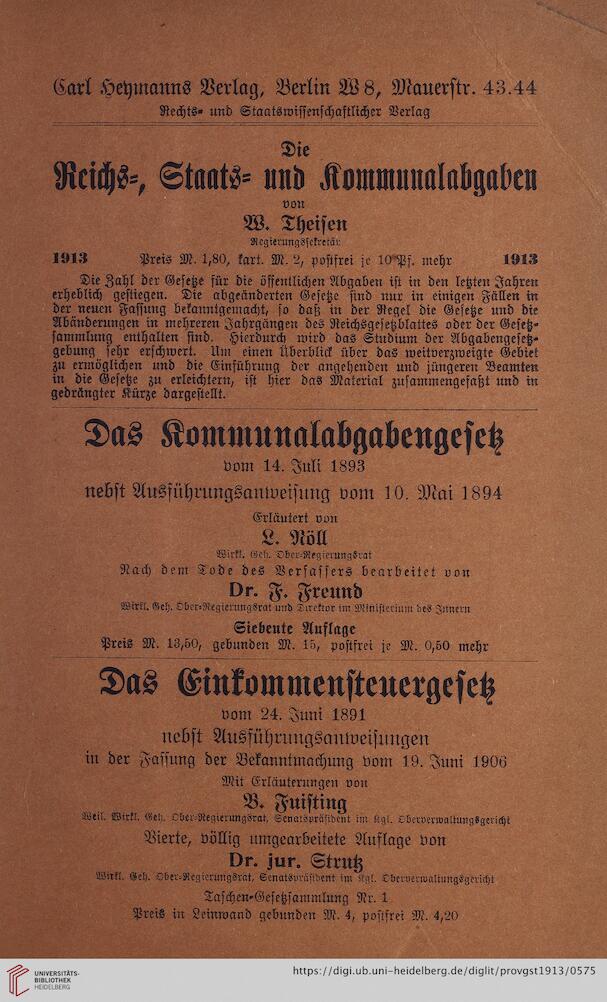 Carl Heymanns Verlag, Berlin W 8, Mauerstr. 43.44
Rechts- und Staatswissenschaftlicher Verlag
Die
Reichs-, Staats- und Kommunalabgaben
von
W. Theisen
Regierungssekretär
1913 Preis M. 1,80, kart. M. 2, postfrei je 10 Pf. mehr 1913
Die Zahl der Gesetze für die öffentlichen Abgaben ist in den letzten Jahren
erheblich gestiegen. Die abgeänderten Gesetze sind nur in einigen Fällen in
der neuen Fassung bekanntgemacht, so daß in der Regel die Gesetze und die
Abänderungen in mehreren Jahrgängen des Reichsgesetzblattes oder der Gesetz-
sammlung enthalten sind. Hierdurch wird das Studium der Abgabengesetz-
gebung sehr erschwert. Um einen Überblick über das weitverzweigte Gebiet
zu ermöglichen und die Einführung der angehenden und jüngeren Beamten
in die Gesetze zu erleichtern, ist hier das Material zusammengefaßt und in
gedrängter Kürze dargestellt.
Das Kommunalabgabengesetz
vom 14. Juli 1893
nebst Ausführungsanweisung vom 10. Mai 1894
Erläutert von
L. Nöll
Wirkl. Geh. Ober-Regierungsrat
Nach dem Tode des Verfassers bearbeitet von
Dr. F. Freund
Wirkl. Geh. Ober-Regierungsrat und Direktor im Ministerium des Innern
Siebente Auflage
Preis M. 13,50, gebunden M. 15, postfrei je M. 0,50 mehr
Das Einkommensteuergesetz
vom 24. Juni 1891
nebst Ausführungsanweisungen
in der Fassung der Bekanntmachung vom 19. Juni 1906
Mit Erläuterungen von
B. Fuisting
Weil. Wirkl. Geh. Ober-Regierungsrat, Senatspräsident im Kgl. Oberverwaltungsgericht
Vierte, völlig umgearbeitete Auflage von
Dr. jur. Strutz
Wirkl. Geh. Ober-Regierungsrat, Senatspräsident im Kgl. Oberverwaltungsgericht
Taschen-Gesetzsammlung Nr. 1
Preis in Leinwand gebunden M. 4, postfrei M. 4,20
UNIVERSITÄTS-
BIBLIOTHEK
HEIDELBERG
https://digi.ub.uni-heidelberg.de/diglit/provgst1913/0575